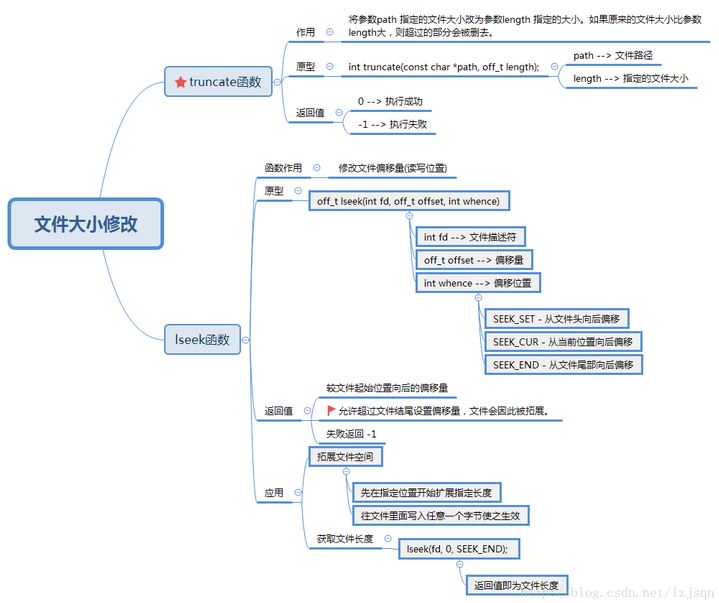 文件大小修改
truncate函数
作用
将参数path 指定的文件大小改为参数length 指定的大小。如果原来的文件大小比参数
length大，则超过的部分会被删去。
原型
int truncate(const char *path, off_t length);
path --> 文件路径
length --> 指定的文件大小
返回值
0 --> 执行成功
-1 --> 执行失败
lseek函数
函数作用
修改文件偏移量(读写位置)
原型
off_t lseek(int fd, off_t offset, int whence)
int fd --> 文件描述符
off_t offset --> 偏移量
int whence --> 偏移位置
SEEK_SET - 从文件头向后偏移
SEEK_CUR - 从当前位置向后偏移
SEEK_END - 从文件尾部向后偏移
返回值
较文件起始位置向后的偏移量
允许超过文件结尾设置偏移量，文件会因此被拓展。
失败返回 -1
应用
拓展文件空间
先在指定位置开始扩展指定长度
往文件里面写入任意一个字节使之生效
获取文件长度
lseek(fd, 0, SEEK_END);
返回值即为文件长度
http://blog.csdn.net/lzjsqn